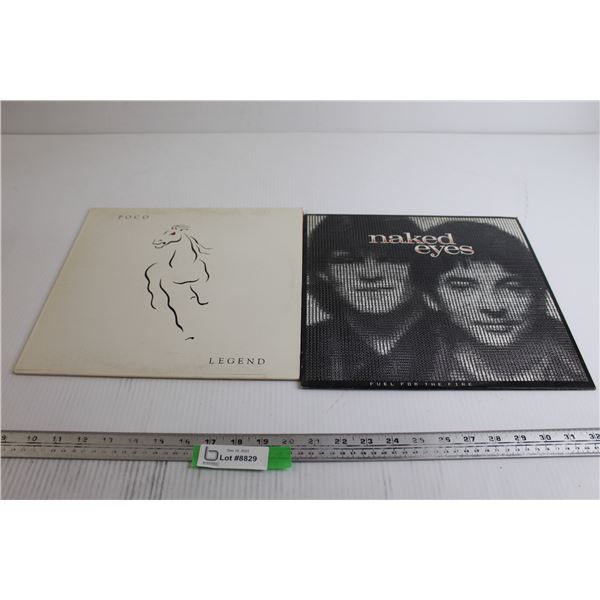 POCO
LEGEND
naked
eyes
FUEL FOR THE FIRE
9 10 11 12 13 14 15 16 17 18 19 20 21 22 23 24 25 26 27 28 29 30 31 32
b
Lot #8829